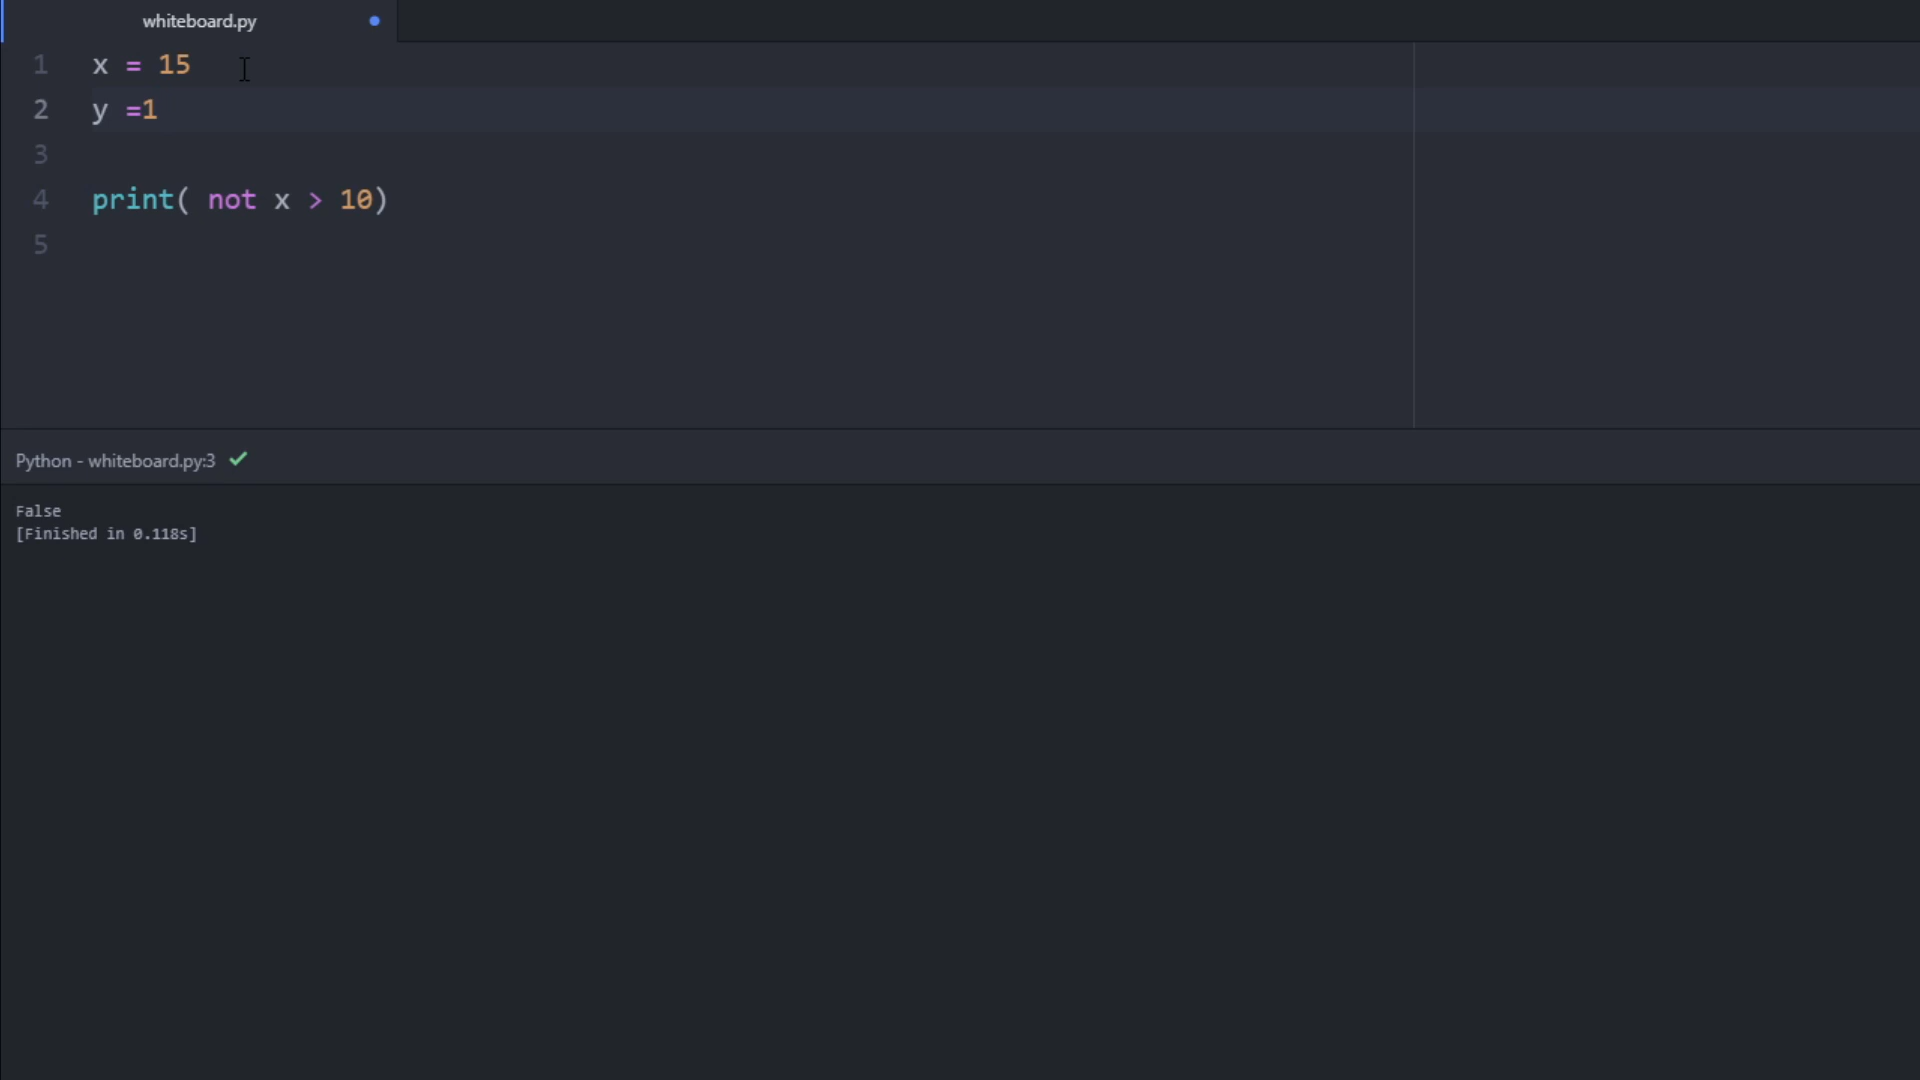 whiteboard.py
1 x = 15
2 y =1
3
4 print( not x > 10)
5
Python - whiteboard.py:3
False
[Finished in 0.118s]